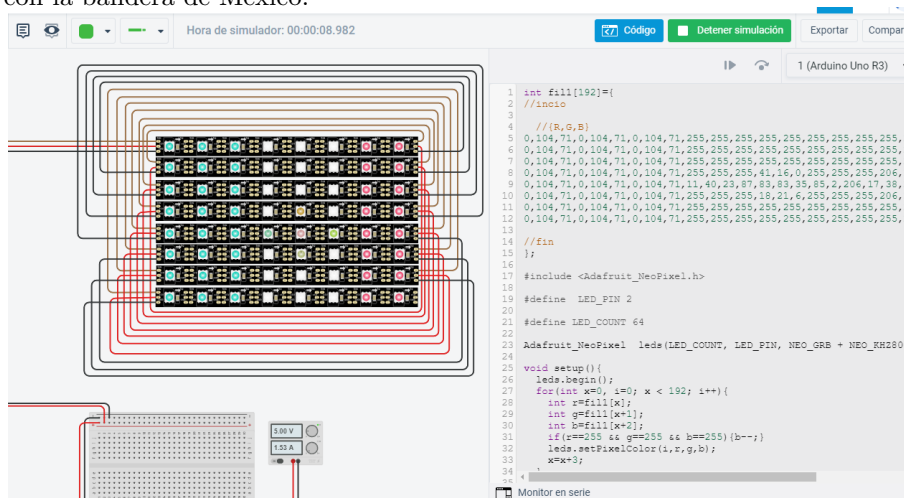 con la bandera de México.
Hora de simulador: 00:00:08.982
Código
Detener simulación
Exportar
Compar
1 (Arduino Uno R3)
1 int fill[192]={
2 //incio
3
4 //{R,G,B}
5 0,104,71,0,104,71,0,104,71,255,255,255,255,255,255,255,255,255,
6 0,104,71,0,104,71,0,104,71,255,255,255,255,255,255,255,255,255,
7 0,104,71,0,104,71,0,104,71,255,255,255,255,255,255,255,255,255,
8 0,104,71,0,104,71,0,104,71,255,255,255,41,16,0,255,255,255,206,
9 0,104,71,0,104,71,0,104,71,11,40,23,87,83,83,35,85,2,206,17,38,
10 0,104,71,0,104,71,0,104,71,255,255,255,18,21,6,255,255,255,206,
11 0,104,71,0,104,71,0,104,71,255,255,255,255,255,255,255,255,255,
12 0,104,71,0,104,71,0,104,71,255,255,255,255,255,255,255,255,255,
13
14 //fin
15 };
16
17 #include <Adafruit_NeoPixel.h>
18
19 #define  LED_PIN 2
20
21 #define LED_COUNT 64
22
23 Adafruit_NeoPixel  leds(LED_COUNT, LED_PIN, NEO_GRB + NEO_KHZ80
24
25 void setup(){
26 leds.begin();
27 for(int x=0, i=0; x < 192; i++){
28 int r=fill[x];
29 int g=fill[x+1];
30 int b=fill[x+2];
31 if(r==255 && g==255 && b==255){b--;}
32 leds.setPixelColor(i,r,g,b);
33 x=x+3;
34 }
35
5.00 V
1.53 A
Monitor en serie